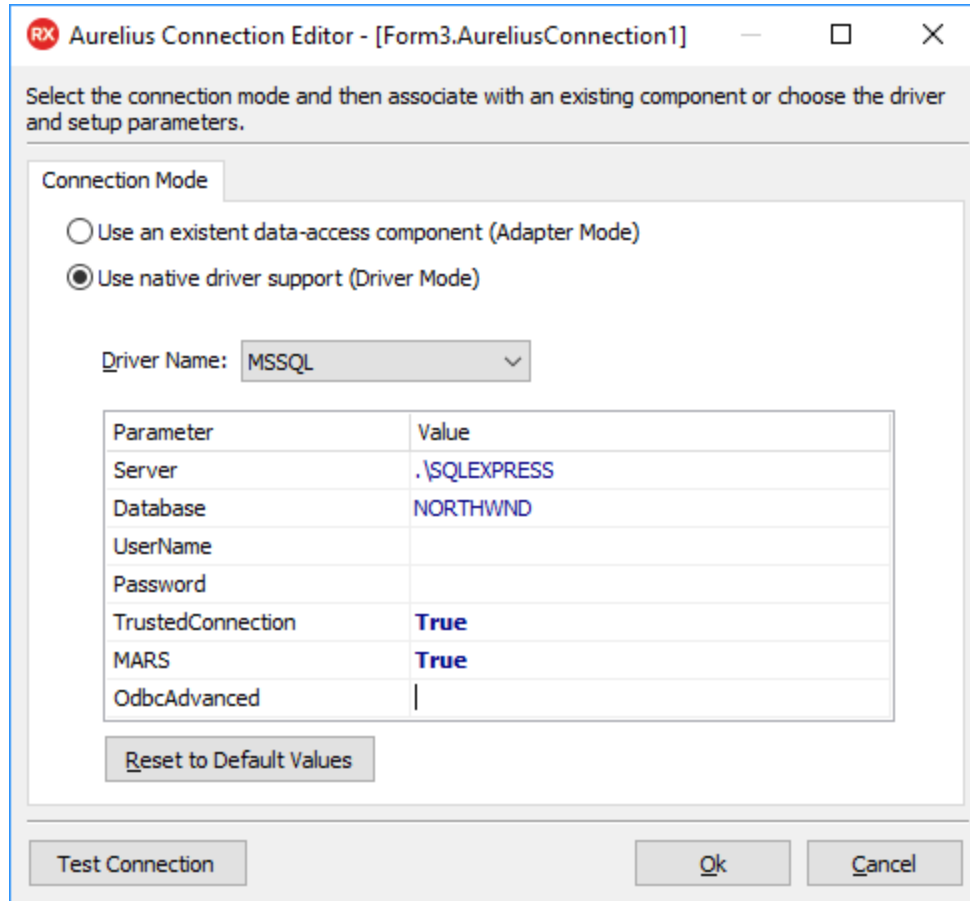 RX Aurelius Connection Editor - [Form3.AureliusConnection1]
Select the connection mode and then associate with an existing component or choose the driver
and setup parameters.
Connection Mode
Use an existent data-access component (Adapter Mode)
Use native driver support (Driver Mode)
Driver Name: MSSQL
Parameter Value
Server .\SQLEXPRESS
Database NORTHWND
UserName
Password
TrustedConnection True
MARS True
OdbcAdvanced
Reset to Default Values
Test Connection Ok Cancel